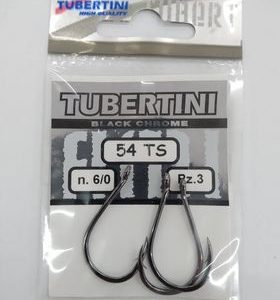 TUBERTINI
HIGH QUALITY
TUBERTINI
BLACK CHROME
54 TS
n. 6/0
Pz.3